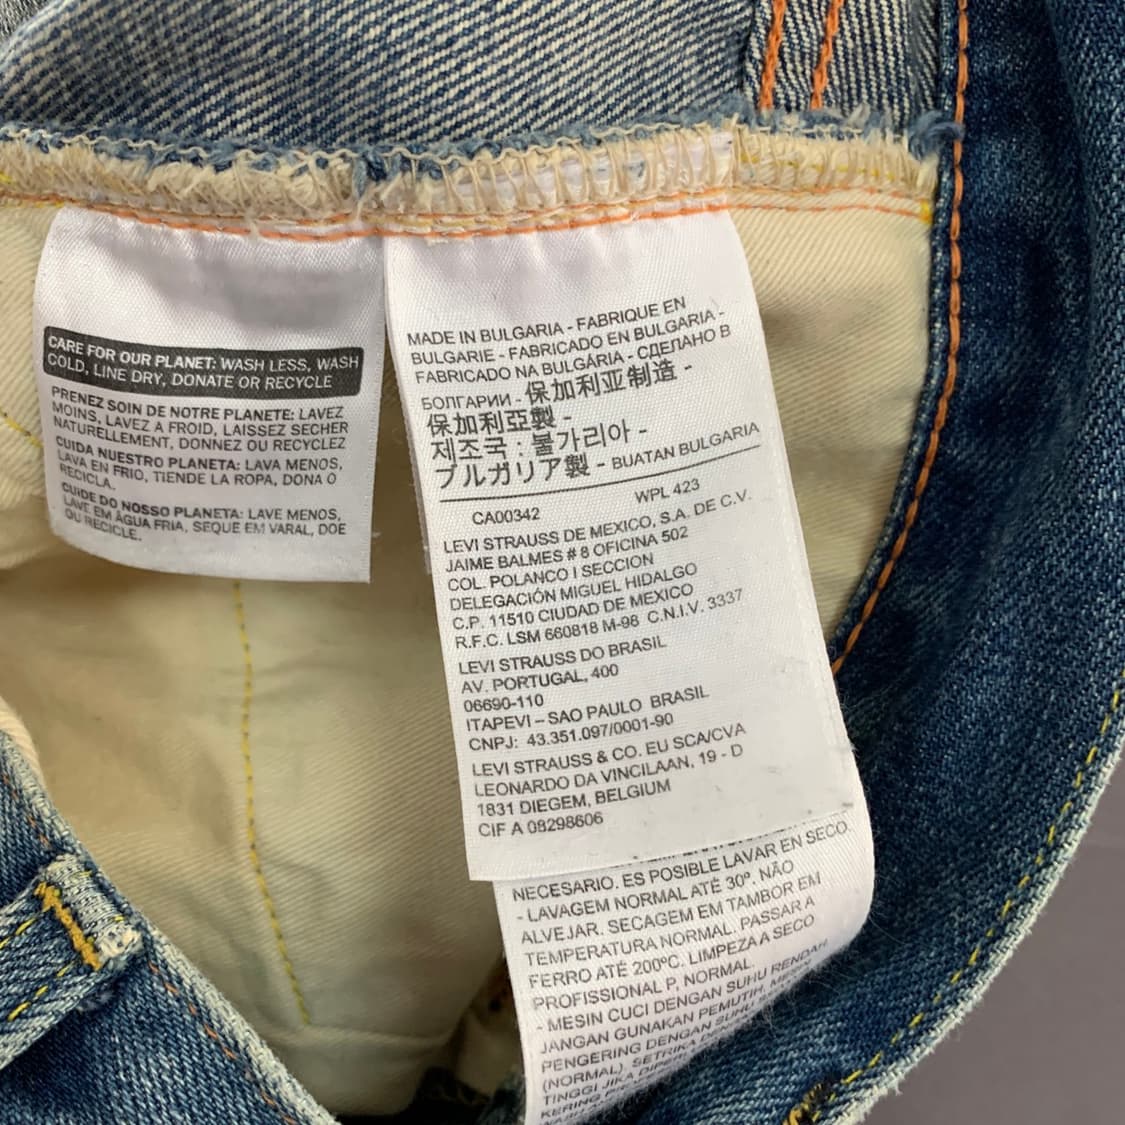 CARE FOR OUR PLANET: WASH LESS, WASH
COLD, LINE DRY, DONATE OR RECYCLE
PRENEZ SOIN DE NOTRE PLANETE: LAVEZ
MOINS, LAVEZ A FROID, LAISSEZ SECHER
NATURELLEMENT, DONNEZ OU RECYCLEZ
CUIDA NUESTRO PLANETA: LAVA MENOS,
LAVA EN FRIO, TIENDE LA ROPA, DONA O
RECICLA.
CUIDE DO NOSSO PLANETA: LAVE MENOS,
LAVE EM ÁGUA FRIA, SEQUE EM VARAL, DOE
OU RECICLE.
MADE IN BULGARIA - FABRIQUE EN
BULGARIE - FABRICADO EN BULGARIA -
FABRICADO NA BULGÁRIA - СДЕЛАНО В
БОЛГАРИИ - 保加利亚制造 -
保加利亞製 -
제조국 : 불가리아 -
ブルガリア製 - BUATAN BULGARIA
CA00342 WPL 423
LEVI STRAUSS DE MEXICO, S.A. DE C.V.
JAIME BALMES # 8 OFICINA 502
COL. POLANCO I SECCION
DELEGACIÓN MIGUEL HIDALGO
C.P. 11510 CIUDAD DE MEXICO
R.F.C. LSM 660818 M-98 C.N.I.V. 3337
LEVI STRAUSS DO BRASIL
AV. PORTUGAL, 400
06690-110
ITAPEVI – SAO PAULO BRASIL
CNPJ: 43.351.097/0001-90
LEVI STRAUSS & CO. EU SCA/CVA
LEONARDO DA VINCILAAN, 19 - D
1831 DIEGEM, BELGIUM
CIF A 08298606
NECESARIO. ES POSIBLE LAVAR EN SECO.
- LAVAGEM NORMAL ATÉ 30º. NÃO
ALVEJAR. SECAGEM EM TAMBOR EM
TEMPERATURA NORMAL. PASSAR A
FERRO ATÉ 200ºC. LIMPEZA A SECO
PROFISSIONAL P, NORMAL.
- MESIN CUCI DENGAN SUHU RENDAH.
JANGAN GUNAKAN PEMUTIH. MESIN
PENGERING DENGAN SUHU
(NORMAL). SETRIKA
TINGGI JIKA
KERING